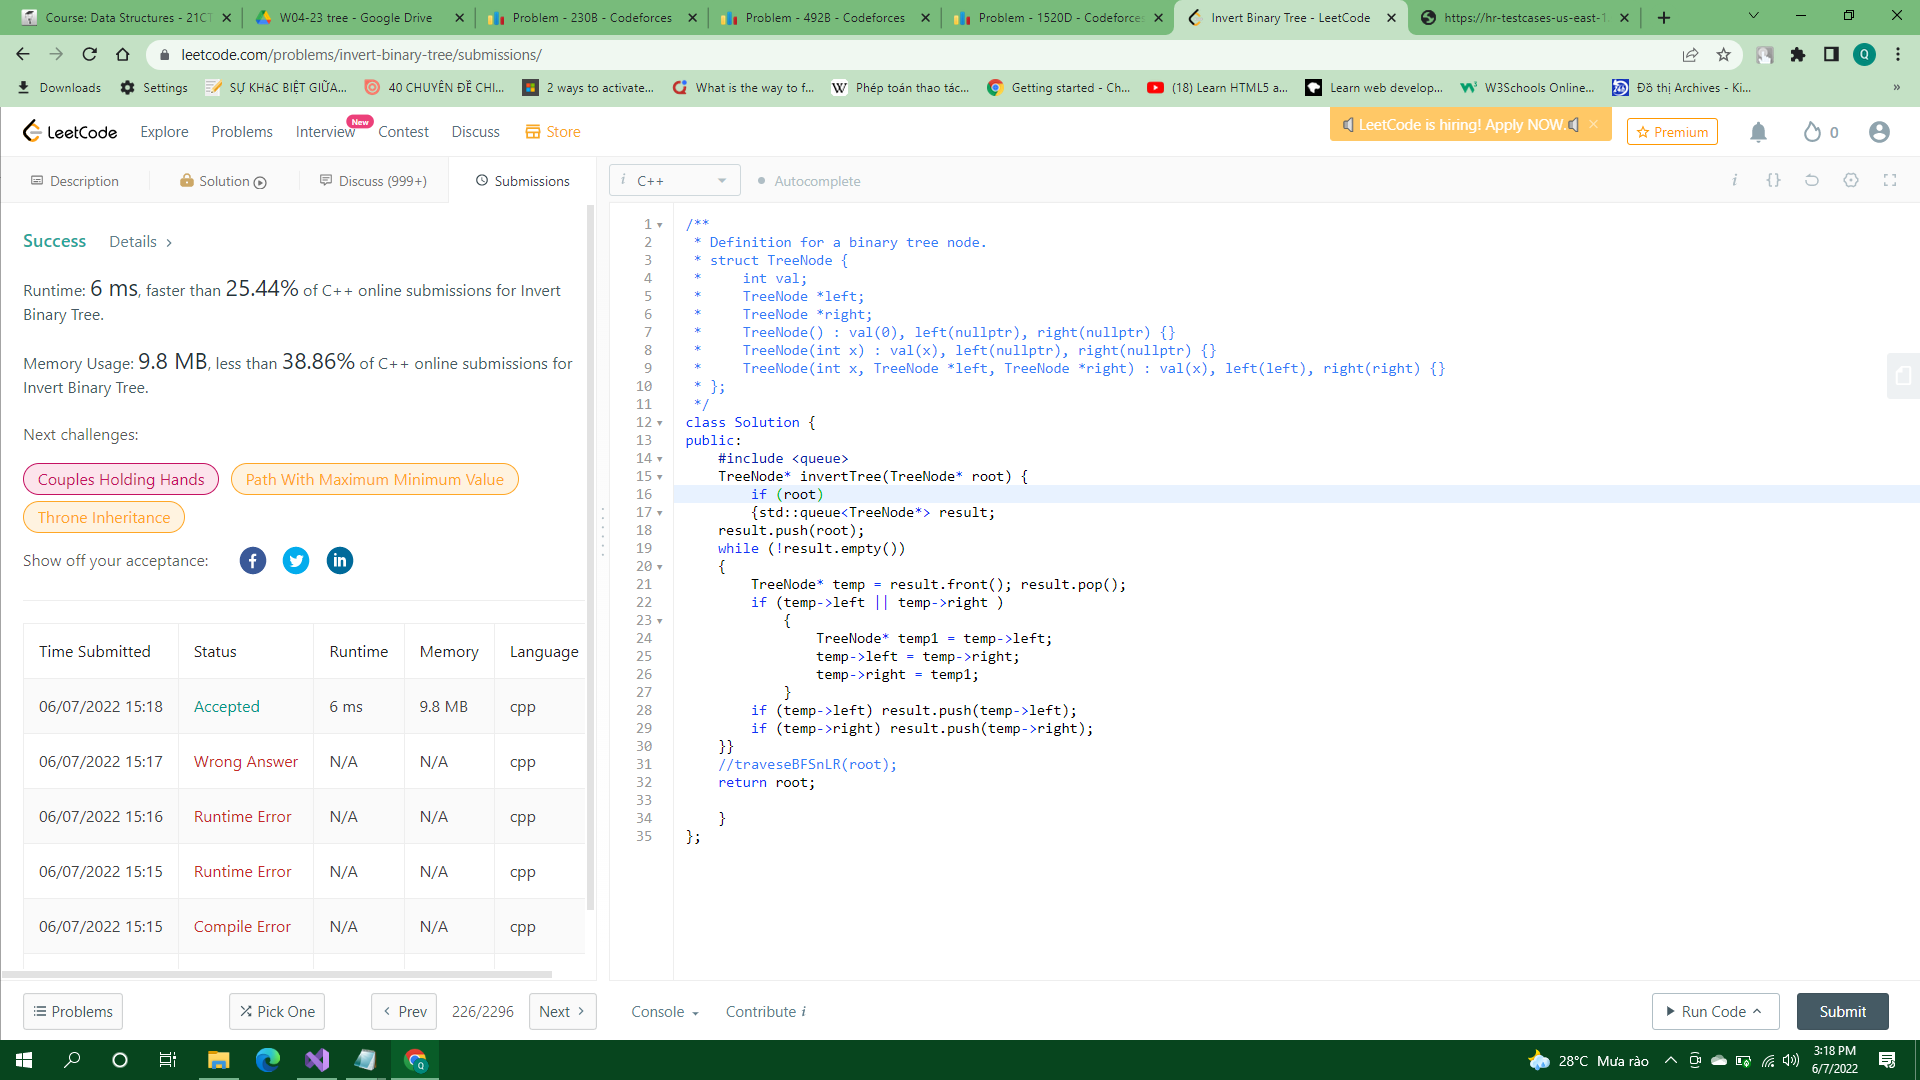 Course: Data Structures - 21CT
W04-23 tree - Google Drive
Problem - 230B - Codeforces
Problem - 492B - Codeforces
Problem - 1520D - Codeforces
Invert Binary Tree - LeetCode
https://hr-testcases-us-east-1.
leetcode.com/problems/invert-binary-tree/submissions/
Q
Downloads
Settings
SỰ KHáC BIỆT GIỮA...
40 CHUYÊN ĐỀ CHI...
2 ways to activate...
What is the way to f...
Phép toán thao tác...
Getting started - Ch...
(18) Learn HTML5 a...
Learn web develop...
W3Schools Online...
Đồ thị Archives - Ki...
»
LeetCode
Explore
Problems
Interview
New
Contest
Discuss
Store
LeetCode is hiring! Apply NOW.
Premium
0
Description
Solution
Discuss (999+)
Submissions
i C++
Autocomplete
i {}
Success Details
Runtime: 6 ms, faster than 25.44% of C++ online submissions for Invert
Binary Tree.
Memory Usage: 9.8 MB, less than 38.86% of C++ online submissions for
Invert Binary Tree.
Next challenges:
Couples Holding Hands
Path With Maximum Minimum Value
Throne Inheritance
Show off your acceptance:
Time Submitted Status Runtime Memory Language
06/07/2022 15:18 Accepted 6 ms 9.8 MB cpp
06/07/2022 15:17 Wrong Answer N/A N/A cpp
06/07/2022 15:16 Runtime Error N/A N/A cpp
06/07/2022 15:15 Runtime Error N/A N/A cpp
06/07/2022 15:15 Compile Error N/A N/A cpp
1 /**
2 * Definition for a binary tree node.
3 * struct TreeNode {
4 * int val;
5 * TreeNode *left;
6 * TreeNode *right;
7 * TreeNode() : val(0), left(nullptr), right(nullptr) {}
8 * TreeNode(int x) : val(x), left(nullptr), right(nullptr) {}
9 * TreeNode(int x, TreeNode *left, TreeNode *right) : val(x), left(left), right(right) {}
10 * };
11 */
12 class Solution {
13 public:
14 #include <queue>
15 TreeNode* invertTree(TreeNode* root) {
16 if (root)
17 {std::queue<TreeNode*> result;
18 result.push(root);
19 while (!result.empty())
20 {
21 TreeNode* temp = result.front(); result.pop();
22 if (temp->left || temp->right )
23 {
24 TreeNode* temp1 = temp->left;
25 temp->left = temp->right;
26 temp->right = temp1;
27 }
28 if (temp->left) result.push(temp->left);
29 if (temp->right) result.push(temp->right);
30 }}
31 //traveseBFSnLR(root);
32 return root;
33
34 }
35 };
Problems
Pick One
Prev
226/2296
Next
Console
Contribute i
Run Code
Submit
28°C Mưa rào
3:18 PM
6/7/2022